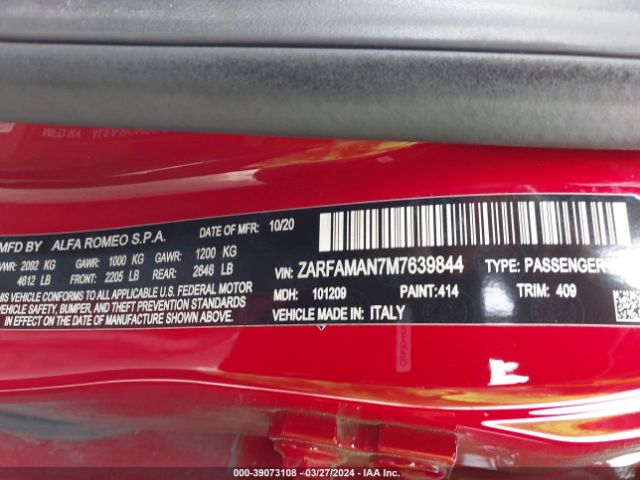 MFD BY ALFA ROMEO S.P.A. DATE OF MFR: 10/20
GVWR: 2092 KG GAWR: 1000 KG GAWR: 1200 KG
4612 LB FRONT: 2205 LB REAR: 2646 LB
THIS VEHICLE CONFORMS TO ALL APPLICABLE U.S. FEDERAL MOTOR
VEHICLE SAFETY, BUMPER, AND THEFT PREVENTION STANDARDS
IN EFFECT ON THE DATE OF MANUFACTURE SHOWN ABOVE.
VIN: ZARFAMAN7M7639844 TYPE: PASSENGER
MDH: 101209 PAINT:414 TRIM: 409
VEHICLE MADE IN: ITALY
000-39073108 - 03/27/2024 - IAA Inc.